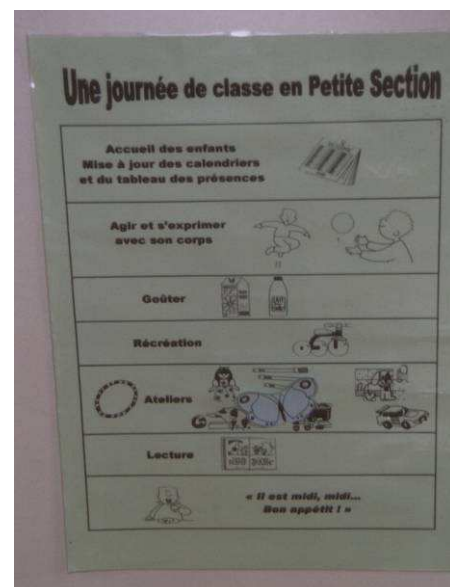 Une journée de classe en Petite Section
Accueil des enfants
Mise à jour des calendriers
et du tableau des présences
Agir et s'exprimer
avec son corps
Goûter
Récréation
Ateliers
Lecture
« Il est midi, midi...
Bon appétit ! »